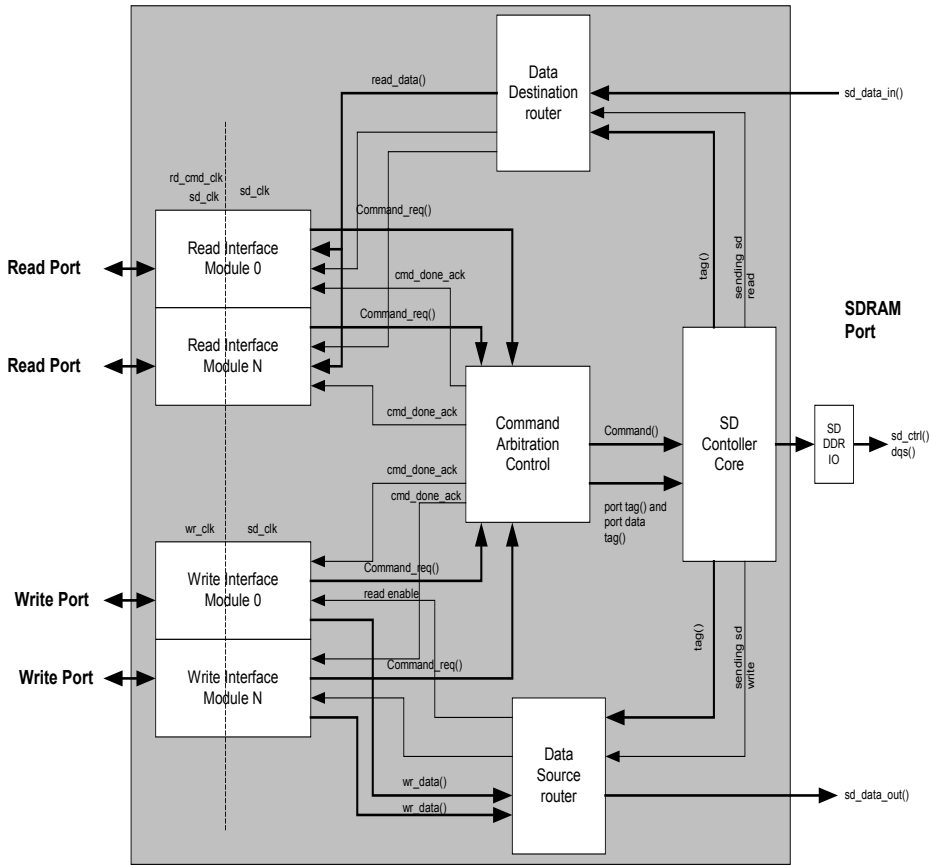 Data
Destination
router
read_data()
sd_data_in()
rd_cmd_clk
sd_clk
sd_clk
Command_req()
Read Interface
Module 0
Read Port
cmd_done_ack
tag()
sending sd
read
SDRAM
Port
Command_req()
Read Interface
Module N
Read Port
cmd_done_ack
Command
Arbitration
Control
Command()
SD
Contoller
Core
SD
DDR
IO
sd_ctrl()
dqs()
cmd_done_ack
cmd_done_ack
port tag() and
port data
tag()
wr_clk
sd_clk
Command_req()
Write Interface
Module 0
Write Port
read enable
tag()
sending sd
write
Command_req()
Write Interface
Module N
Write Port
Data
Source
router
wr_data()
wr_data()
sd_data_out()